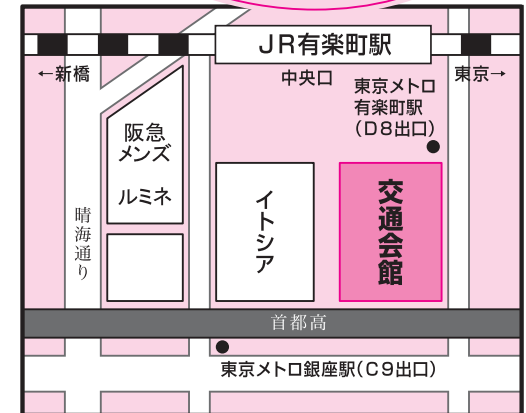 JR有楽町駅
←新橋
中央口
東京→
東京メトロ
有楽町駅
（D8出口）
阪急
メンズ
ルミネ
イトシア
交通会館
晴海通り
首都高
東京メトロ銀座駅（C9出口）